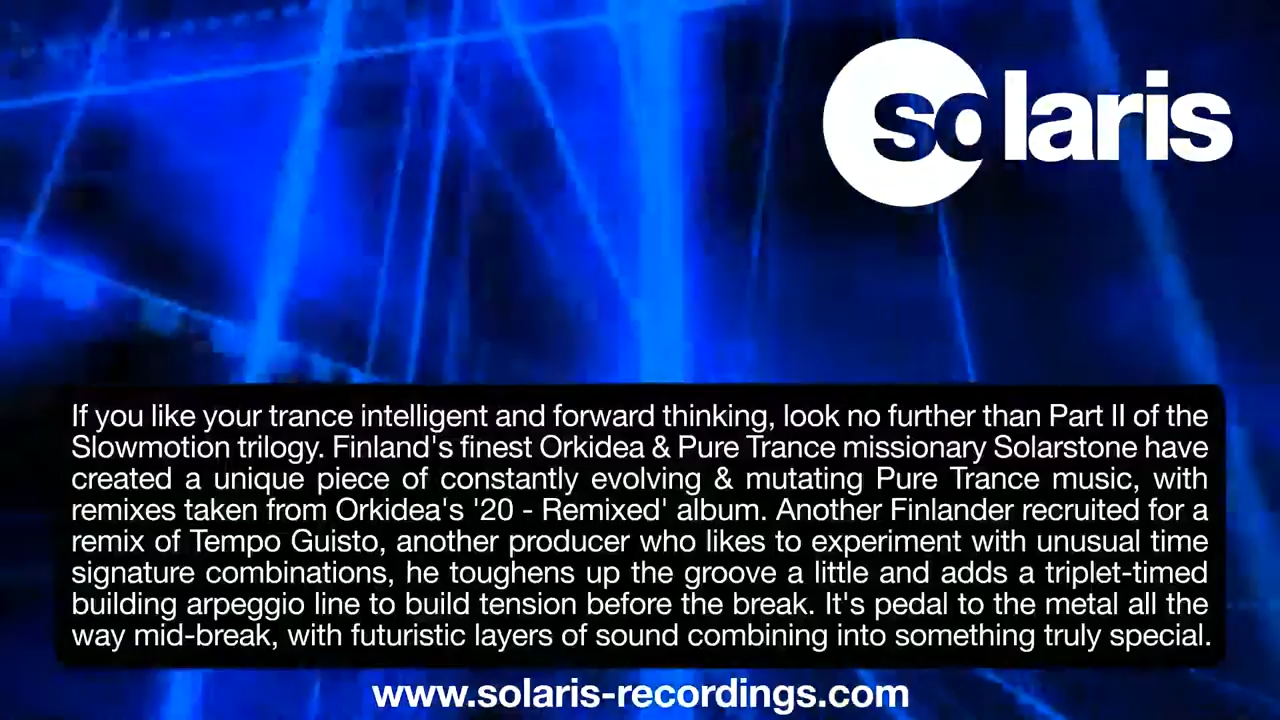 solaris
If you like your trance intelligent and forward thinking, look no further than Part II of the
Slowmotion trilogy. Finland's finest Orkidea & Pure Trance missionary Solarstone have
created a unique piece of constantly evolving & mutating Pure Trance music, with
remixes taken from Orkidea's '20 - Remixed' album. Another Finlander recruited for a
remix of Tempo Guisto, another producer who likes to experiment with unusual time
signature combinations, he toughens up the groove a little and adds a triplet-timed
building arpeggio line to build tension before the break. It's pedal to the metal all the
way mid-break, with futuristic layers of sound combining into something truly special.
www.solaris-recordings.com